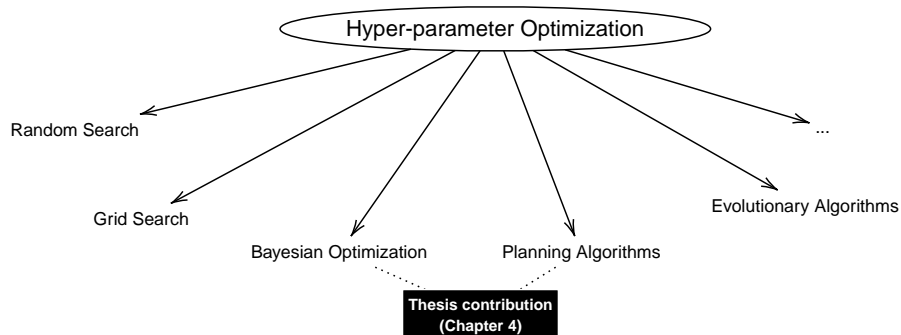 Hyper-parameter Optimization
Random Search
...
Grid Search
Evolutionary Algorithms
Bayesian Optimization
Planning Algorithms
Thesis contribution
(Chapter 4)